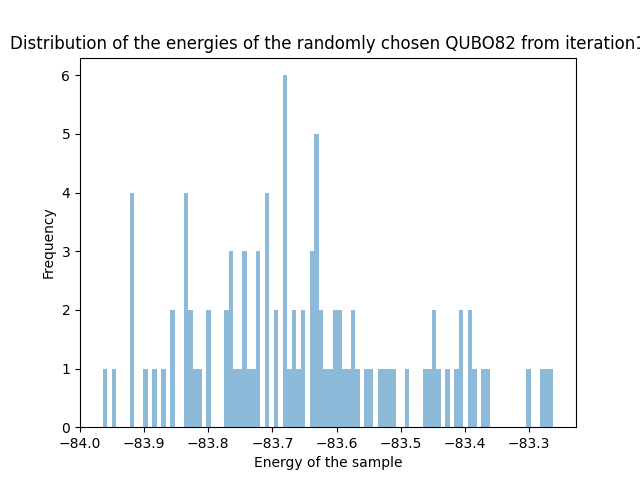 Distribution of the energies of the randomly chosen QUBO82 from iteration1
6
5
4
3
2
1
0
Frequency
−84.0 −83.9 −83.8 −83.7 −83.6 −83.5 −83.4 −83.3
Energy of the sample